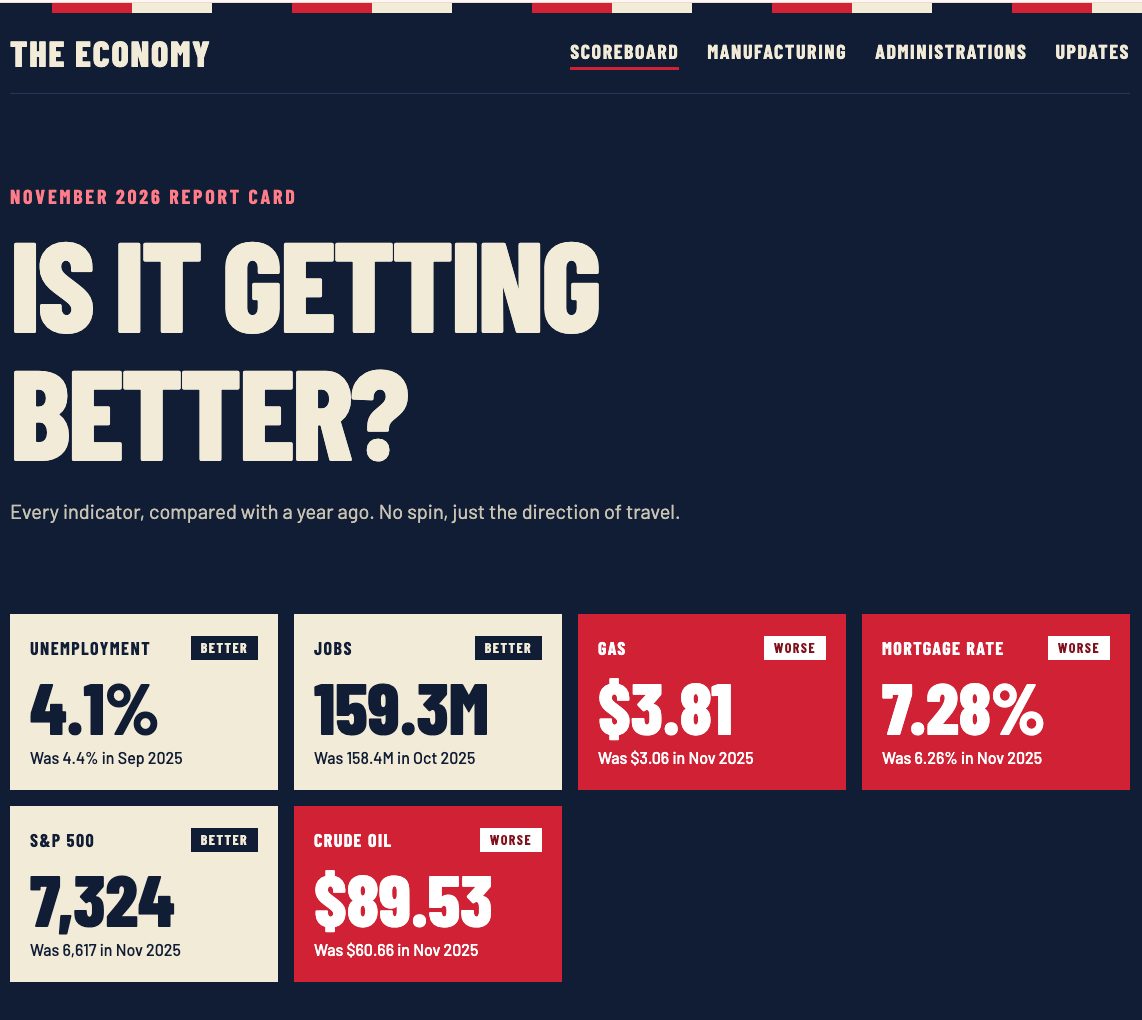 THE ECONOMY
SCOREBOARD MANUFACTURING ADMINISTRATIONS UPDATES
NOVEMBER 2026 REPORT CARD
IS IT GETTING
BETTER?
Every indicator, compared with a year ago. No spin, just the direction of travel.
UNEMPLOYMENT BETTER
4.1%
Was 4.4% in Sep 2025
JOBS BETTER
159.3M
Was 158.4M in Oct 2025
GAS WORSE
$3.81
Was $3.06 in Nov 2025
MORTGAGE RATE WORSE
7.28%
Was 6.26% in Nov 2025
S&P 500 BETTER
7,324
Was 6,617 in Nov 2025
CRUDE OIL WORSE
$89.53
Was $60.66 in Nov 2025